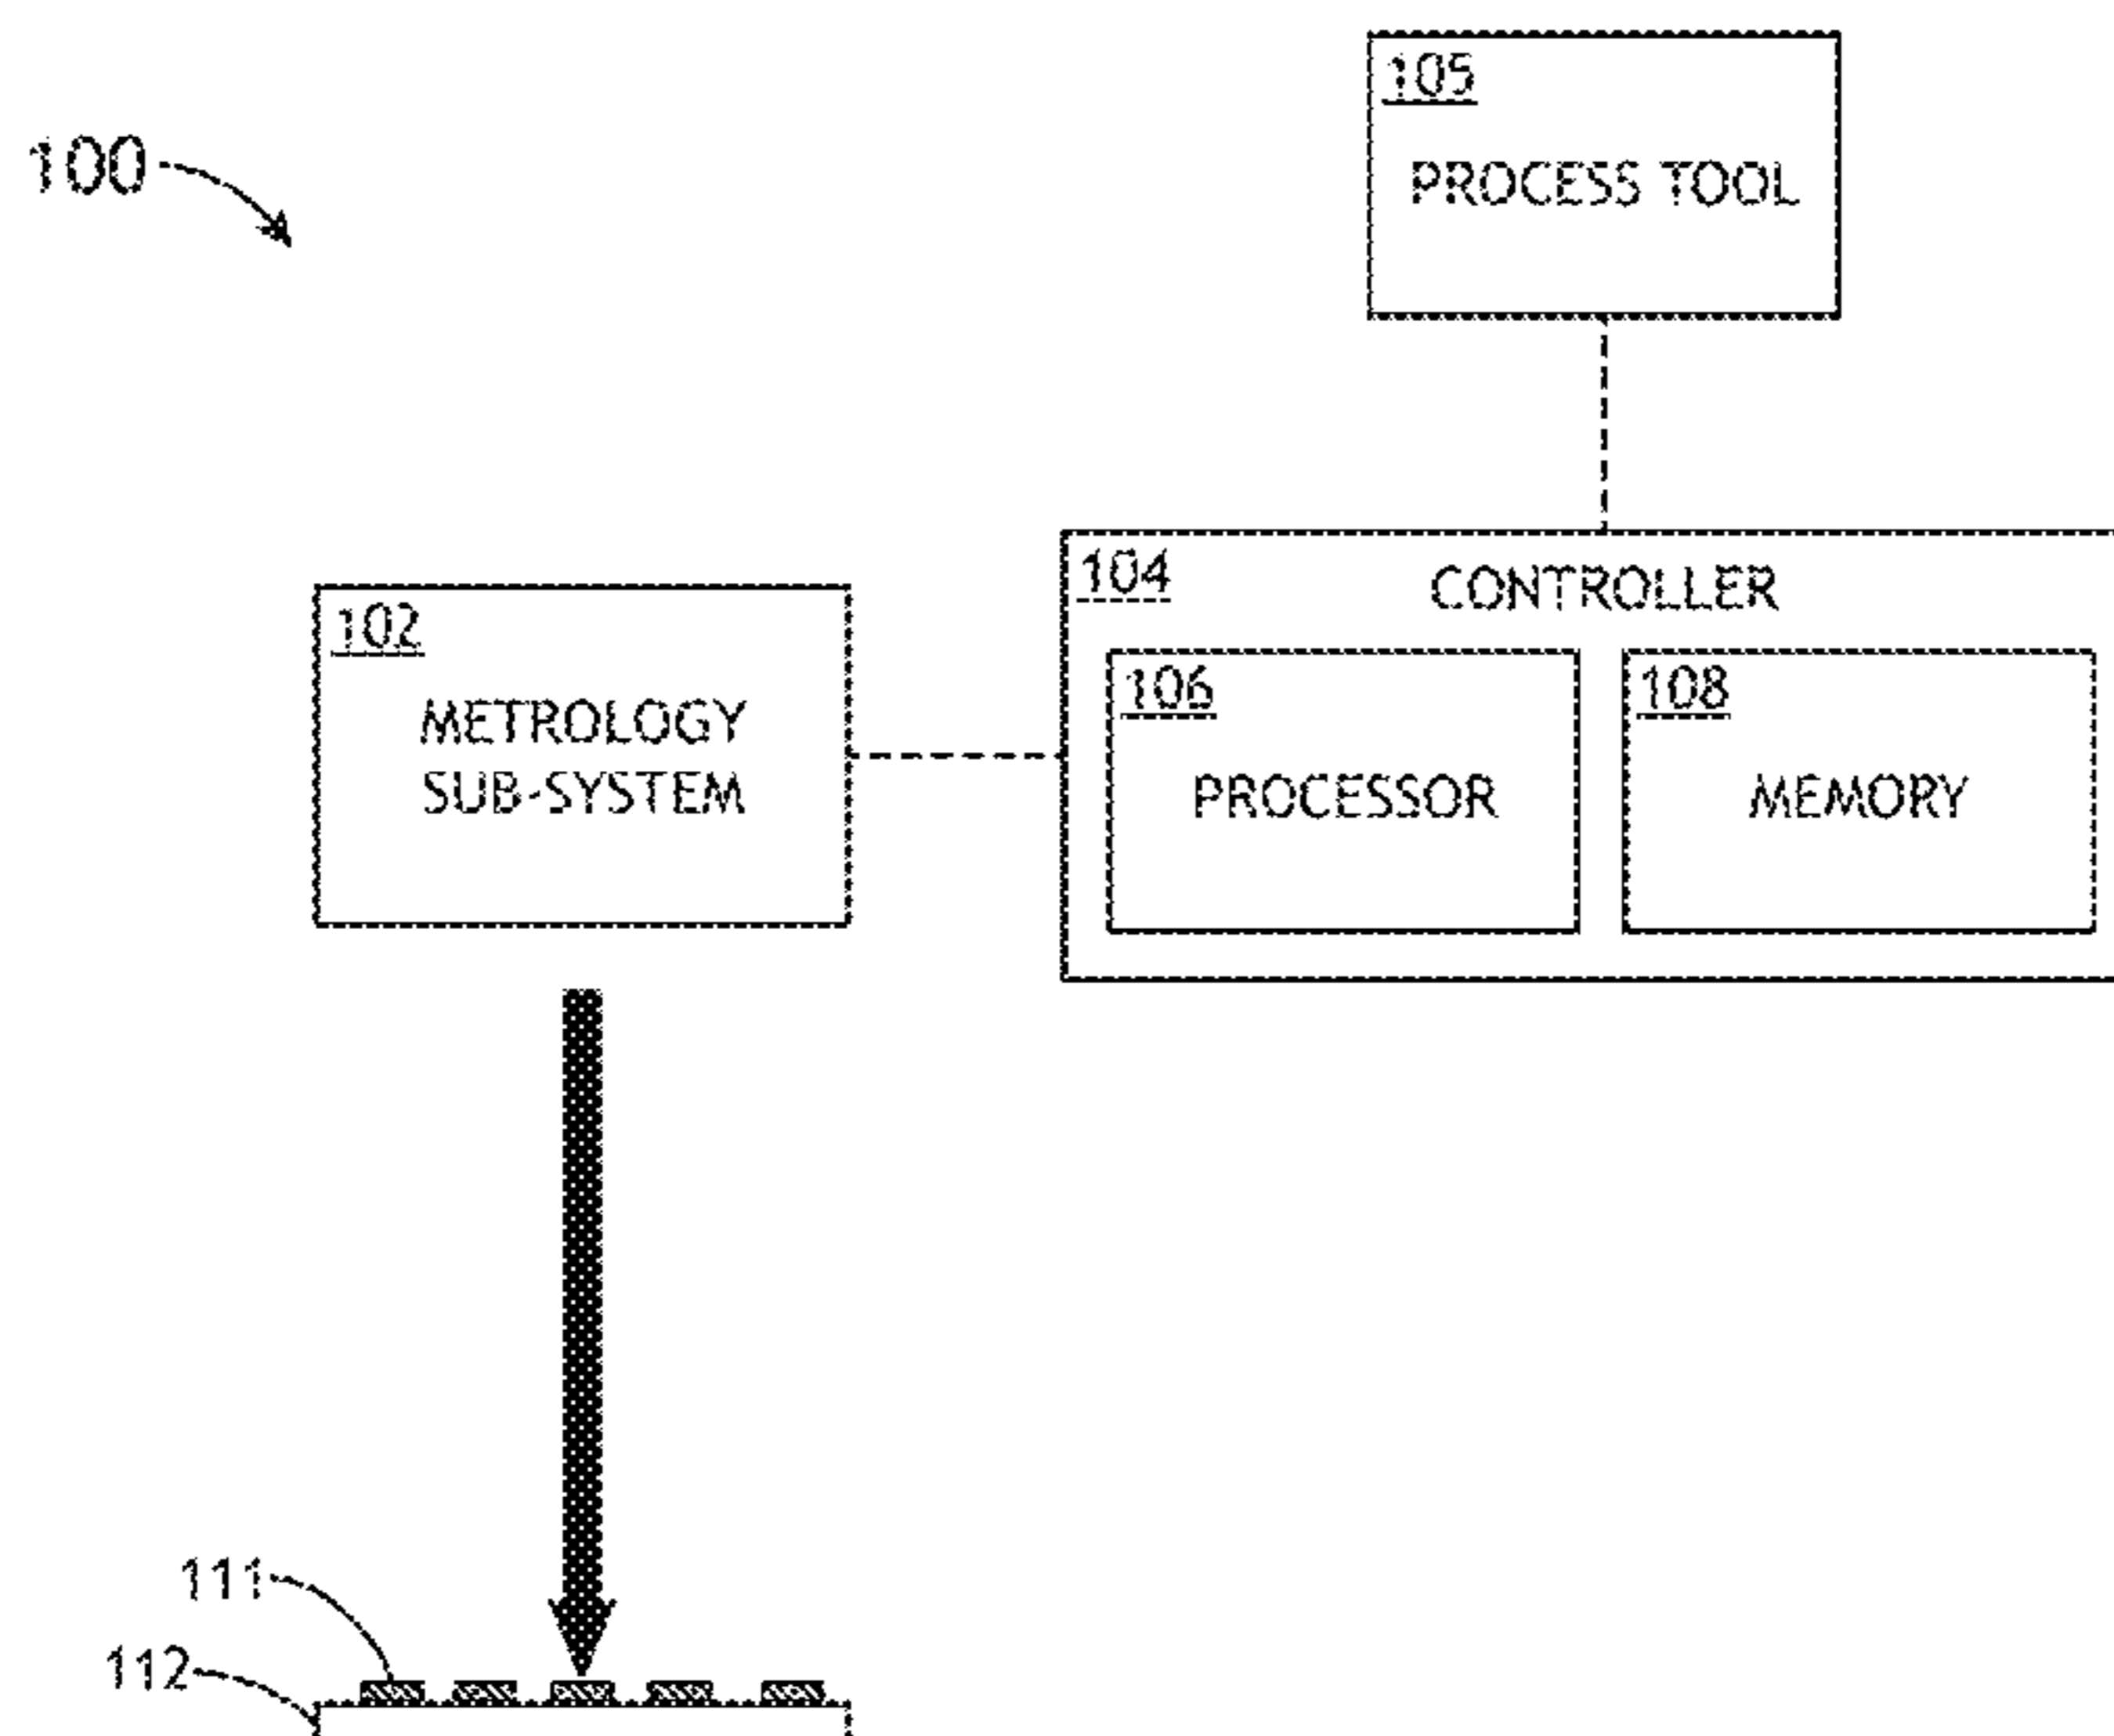 100
105
PROCESS TOOL
104
CONTROLLER
102
METROLOGY
SUB-SYSTEM
106
PROCESSOR
108
MEMORY
111
112